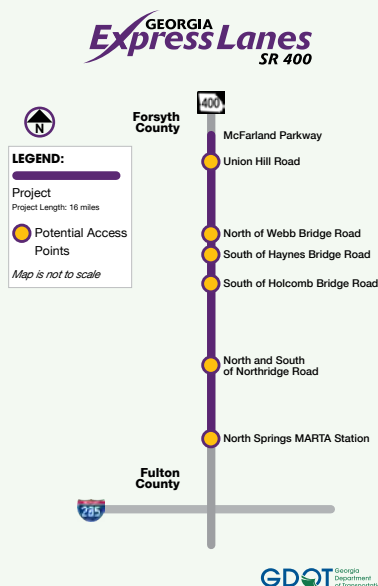 GEORGIA
Express Lanes
SR 400
400
Forsyth
County
McFarland Parkway
N
LEGEND:
Project
Project Length: 16 miles
Potential Access
Points
Map is not to scale
Union Hill Road
North of Webb Bridge Road
South of Haynes Bridge Road
South of Holcomb Bridge Road
North and South
of Northridge Road
North Springs MARTA Station
Fulton
County
285
GDOT
Georgia
Department
of Transportati